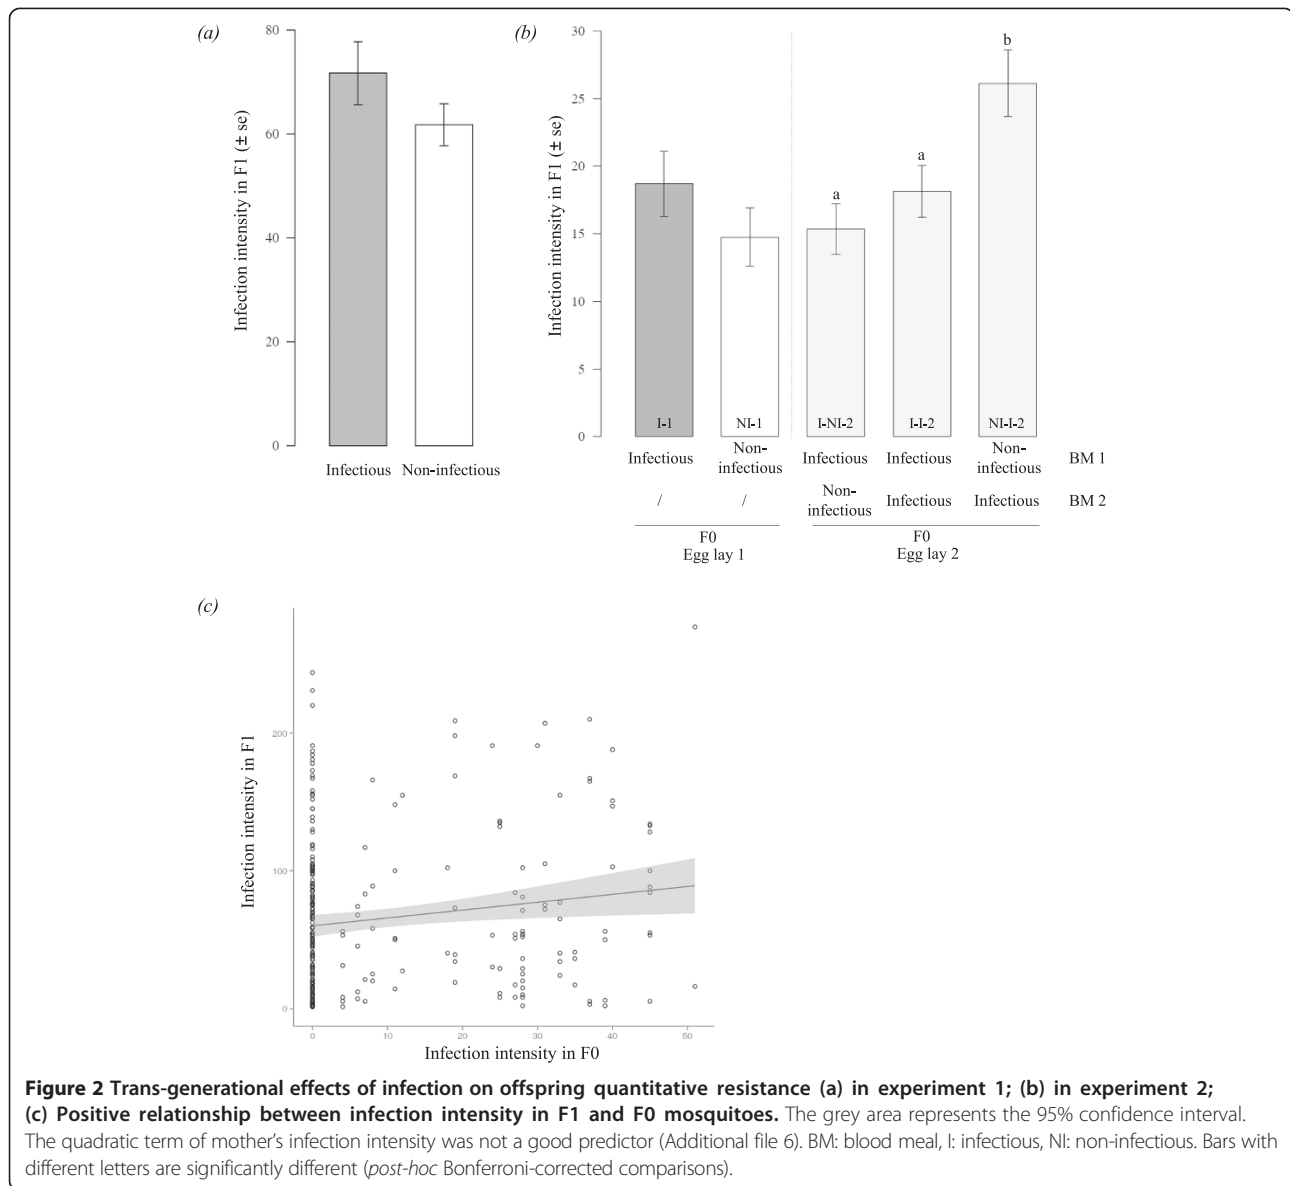 (a)
Infection intensity in F1 (± se)
80
60
40
20
0
Infectious Non-infectious
(b)
Infection intensity in F1 (± se)
30
25
20
15
10
5
0
a
a
b
I-1 NI-1 I-NI-2 I-I-2 NI-I-2
Infectious Non-infectious Infectious Infectious Non-infectious BM 1
/ / Non-infectious Infectious Infectious BM 2
F0 F0
Egg lay 1 Egg lay 2
(c)
Infection intensity in F1
200
100
0
0 10 20 30 40 50
Infection intensity in F0
Figure 2 Trans-generational effects of infection on offspring quantitative resistance (a) in experiment 1; (b) in experiment 2;
(c) Positive relationship between infection intensity in F1 and F0 mosquitoes. The grey area represents the 95% confidence interval.
The quadratic term of mother's infection intensity was not a good predictor (Additional file 6). BM: blood meal, I: infectious, NI: non-infectious. Bars with
different letters are significantly different (post-hoc Bonferroni-corrected comparisons).